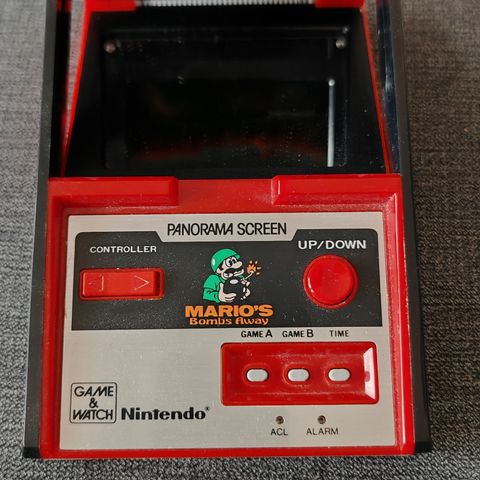 PANORAMA SCREEN
CONTROLLER
UP/DOWN
MARIO'S
Bombs Away
GAME A GAME B TIME
GAME
&
WATCH
Nintendo®
ACL ALARM